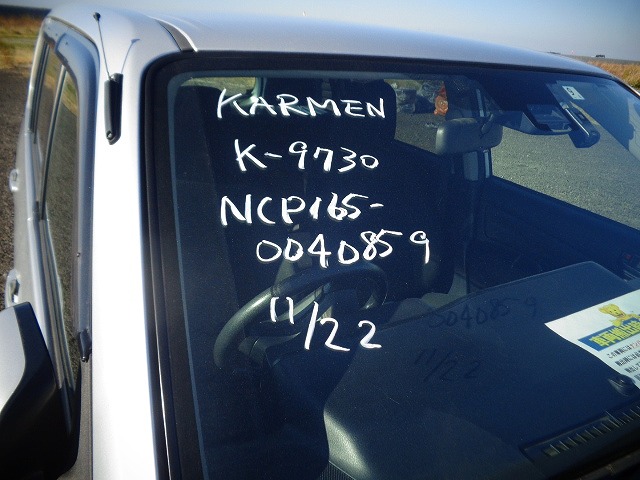 KARMEN
K-9730
NCP165-
0040859
11/22